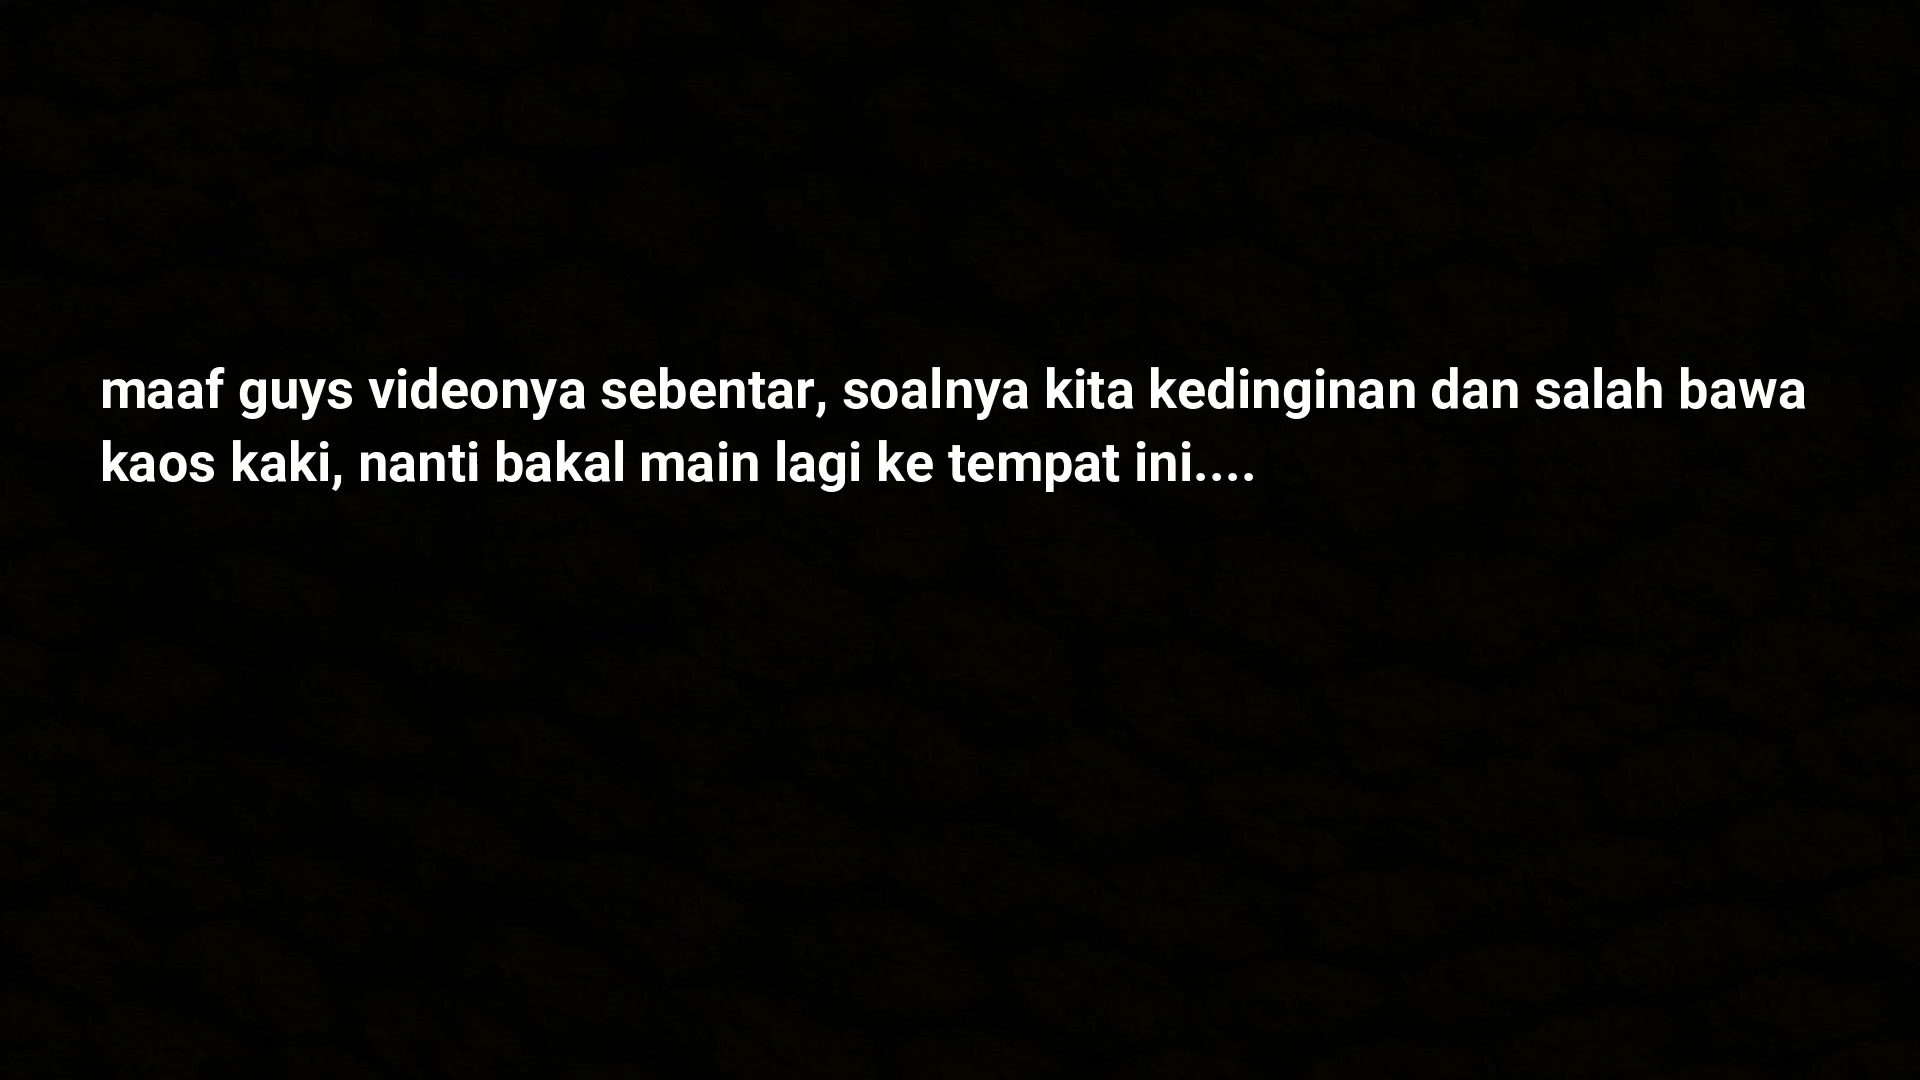 maaf guys videonya sebentar, soalnya kita kedinginan dan salah bawa
kaos kaki, nanti bakal main lagi ke tempat ini....